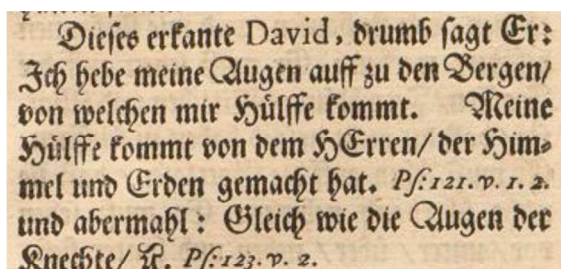 Dieſes erkante David, drumb ſagt Er:
Ich hebe meine Augen auff zu den Bergen/
von welchen mir Hülffe kommt. Meine
Hülffe kommt von dem HErren/ der Him⸗
mel und Erden gemacht hat. Pſ: 121. v. 1. 2.
und abermahl: Gleich wie die Augen der
Knechte/ ꝛc. Pſ: 123. v. 2.